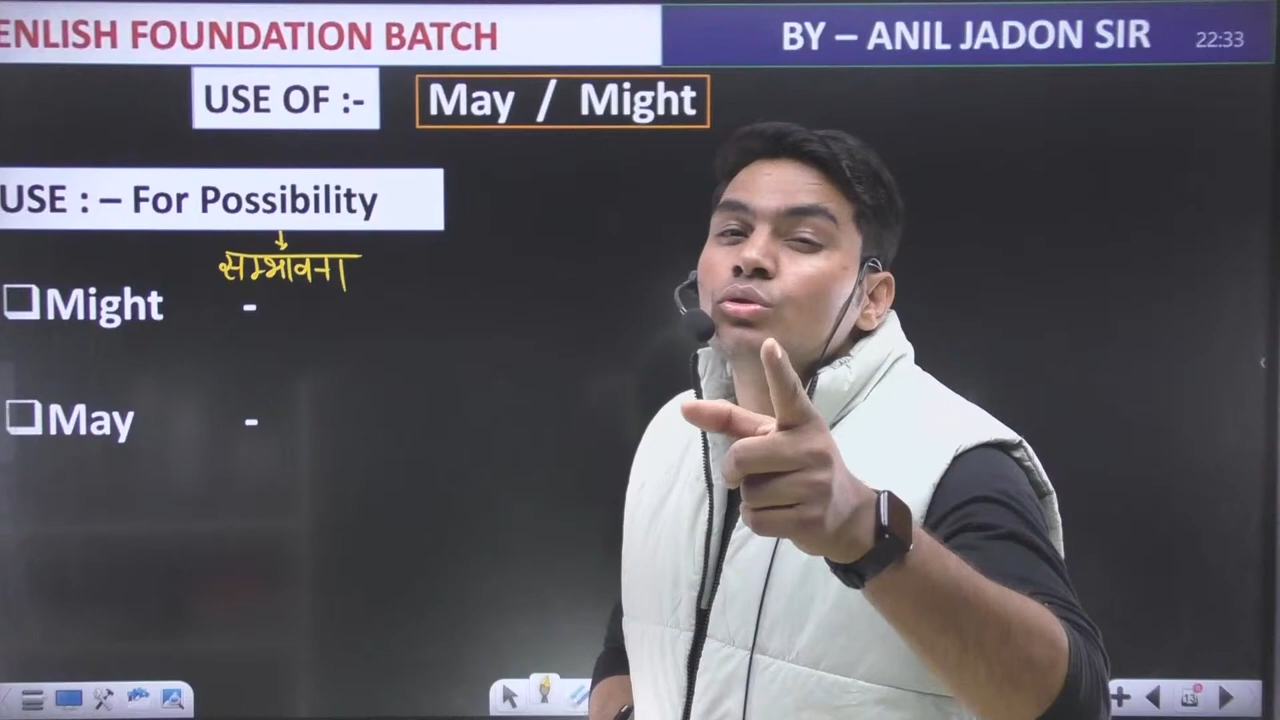 ENLISH FOUNDATION BATCH
BY – ANIL JADON SIR 22:33
USE OF :- May / Might
USE : – For Possibility
सम्भावना
Might -
May -
13